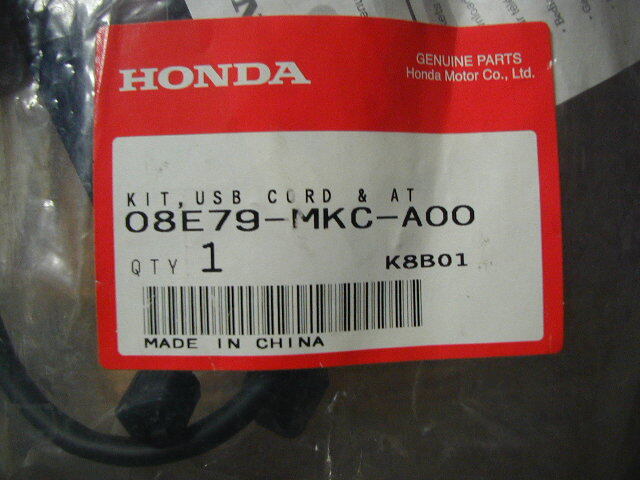 HONDA
GENUINE PARTS
Honda Motor Co., Ltd.
KIT, USB CORD & AT
08E79-MKC-A00
QTY 1 K8B01
MADE IN CHINA